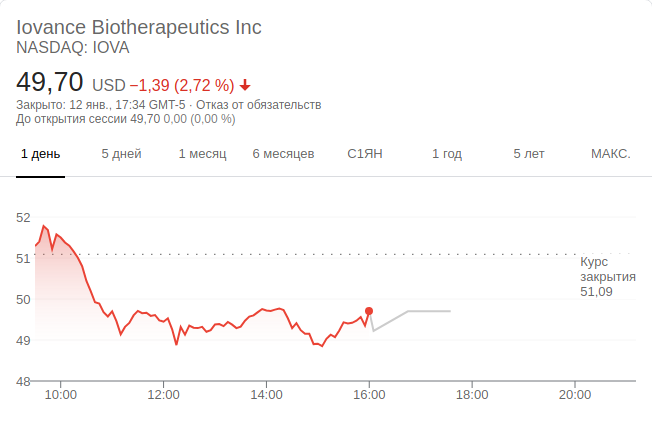 Iovance Biotherapeutics Inc
NASDAQ: IOVA
49,70 USD −1,39 (2,72 %)
Закрыто: 12 янв., 17:34 GMT-5 · Отказ от обязательств
До открытия сессии 49,70 0,00 (0,00 %)
1 день 5 дней 1 месяц 6 месяцев С1ЯН 1 год 5 лет МАКС.
52
51
Курс
закрытия
51,09
50
49
48
10:00 12:00 14:00 16:00 18:00 20:00